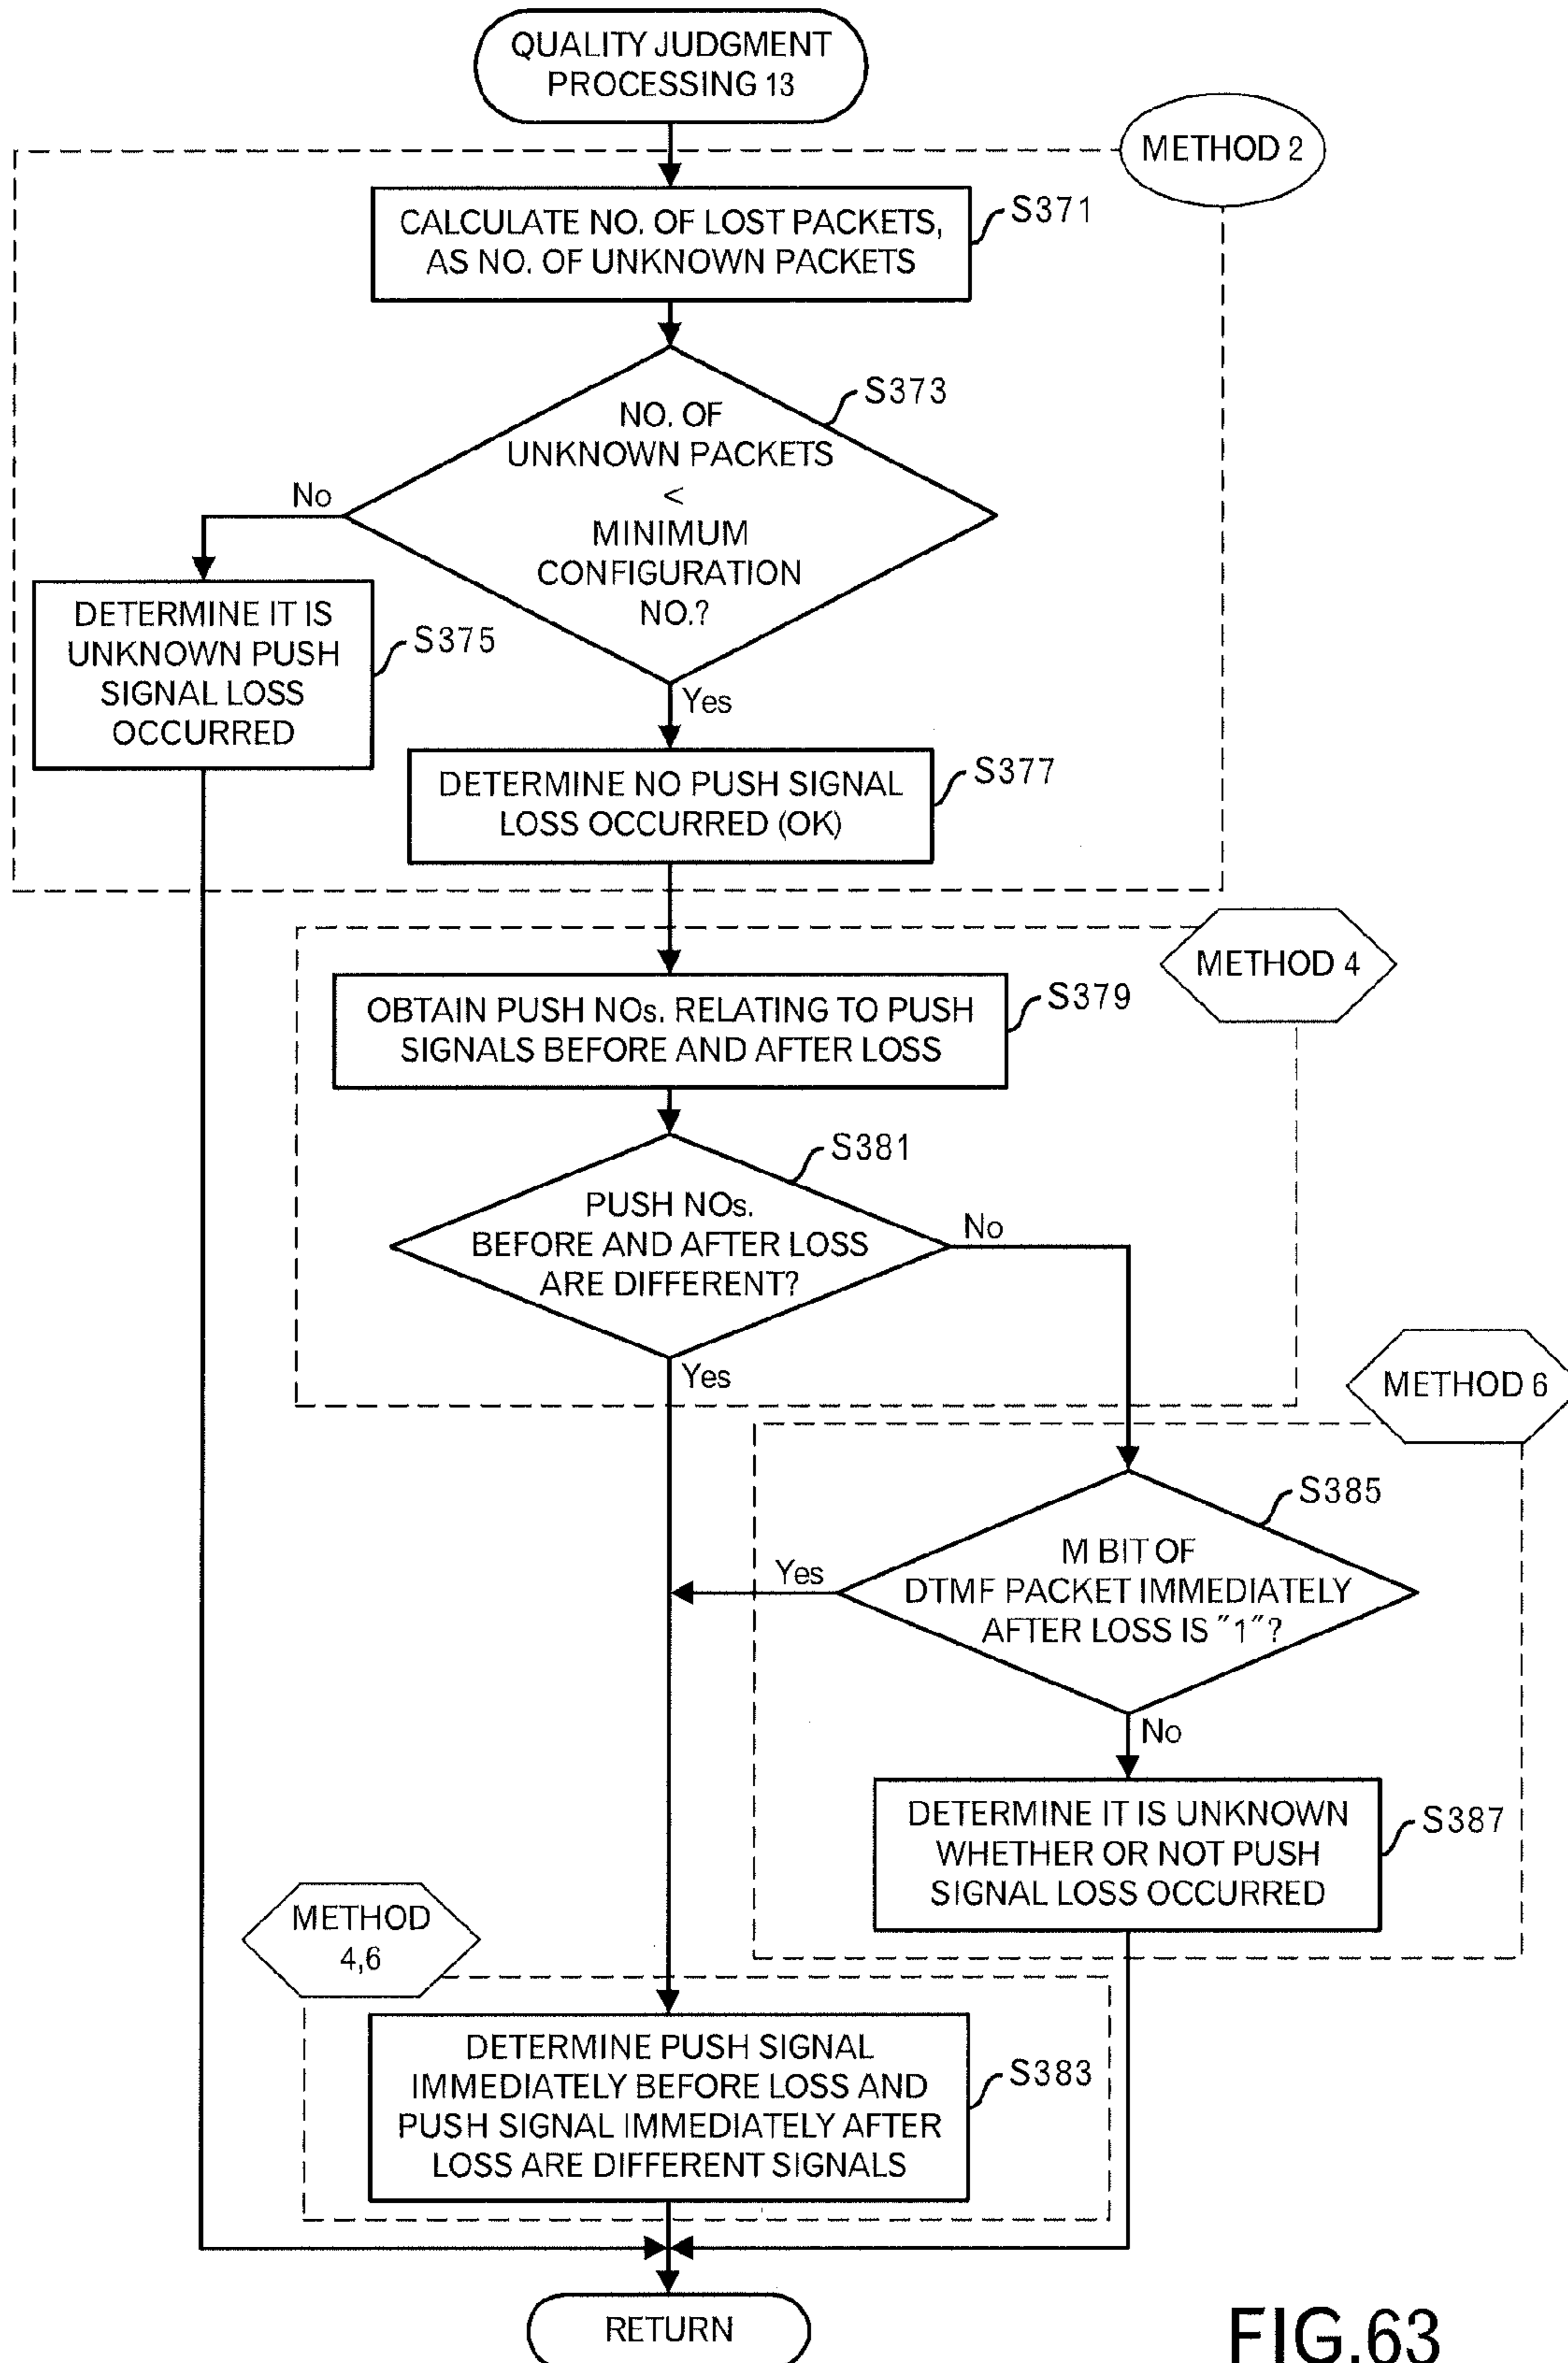 QUALITY JUDGMENT
PROCESSING 13
METHOD 2
CALCULATE NO. OF LOST PACKETS,
AS NO. OF UNKNOWN PACKETS
S371
NO. OF
UNKNOWN PACKETS
<
MINIMUM
CONFIGURATION
NO.?
S373
No
DETERMINE IT IS
UNKNOWN PUSH
SIGNAL LOSS
OCCURRED
S375
Yes
DETERMINE NO PUSH SIGNAL
LOSS OCCURRED (OK)
S377
METHOD 4
OBTAIN PUSH NOs. RELATING TO PUSH
SIGNALS BEFORE AND AFTER LOSS
S379
PUSH NOs.
BEFORE AND AFTER LOSS
ARE DIFFERENT?
S381
No
Yes
METHOD 6
M BIT OF
DTMF PACKET IMMEDIATELY
AFTER LOSS IS "1"?
S385
Yes
No
DETERMINE IT IS UNKNOWN
WHETHER OR NOT PUSH
SIGNAL LOSS OCCURRED
S387
METHOD
4,6
DETERMINE PUSH SIGNAL
IMMEDIATELY BEFORE LOSS AND
PUSH SIGNAL IMMEDIATELY AFTER
LOSS ARE DIFFERENT SIGNALS
S383
RETURN
FIG.63